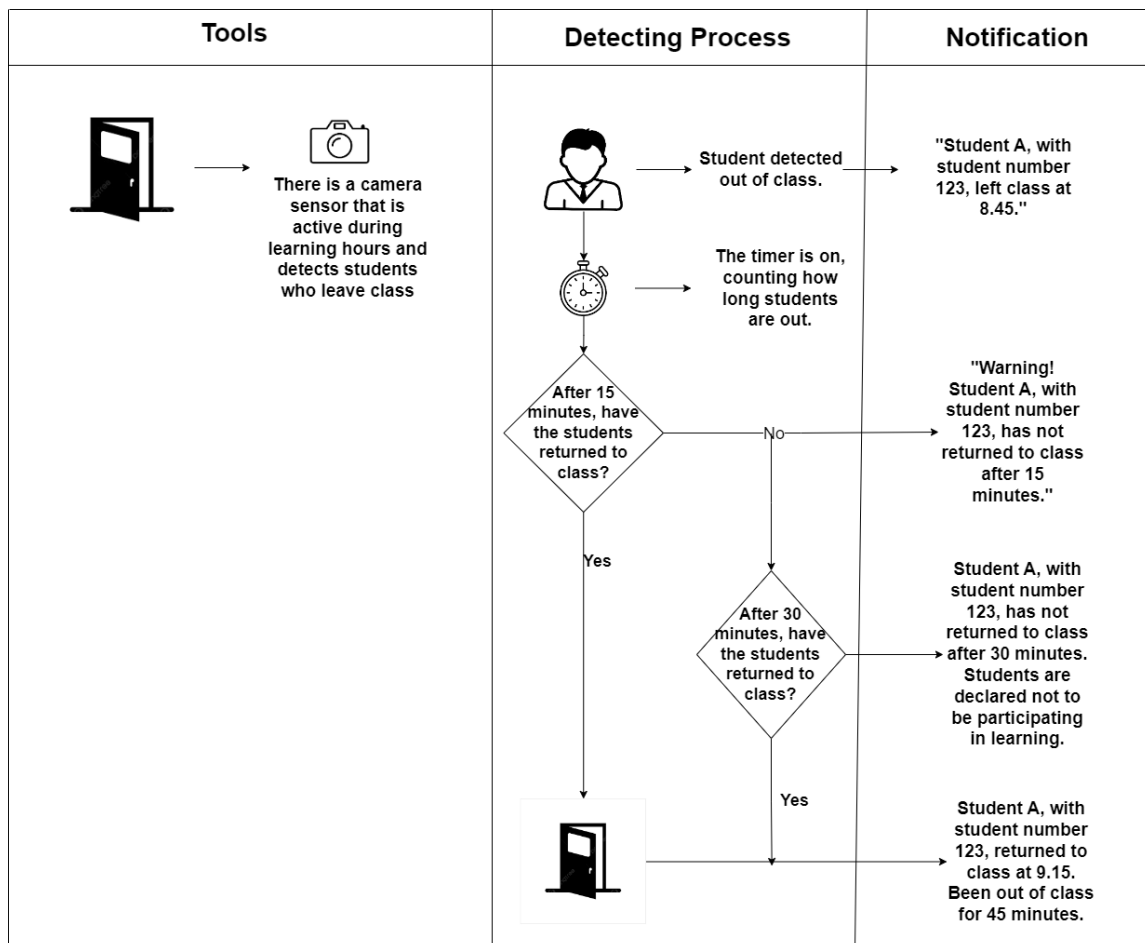 Tools
Detecting Process
Notification
There is a camera
sensor that is
active during
learning hours and
detects students
who leave class
Student detected
out of class.
"Student A, with
student number
123, left class at
8.45."
The timer is on,
counting how
long students
are out.
After 15
minutes, have
the students
returned to
class?
No
"Warning!
Student A, with
student number
123, has not
returned to class
after 15
minutes."
Yes
After 30
minutes, have
the students
returned to
class?
Student A, with
student number
123, has not
returned to class
after 30 minutes.
Students are
declared not to
be participating
in learning.
Yes
Student A, with
student number
123, returned to
class at 9.15.
Been out of class
for 45 minutes.